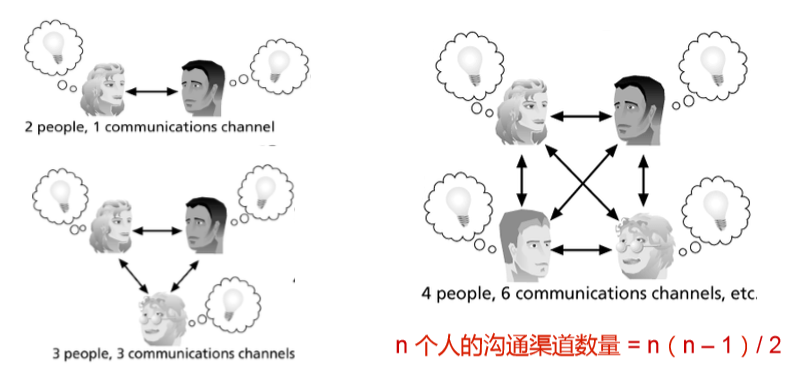 2 people, 1 communications channel
3 people, 3 communications channels
4 people, 6 communications channels, etc.
n 个人的沟通渠道数量 = n ( n – 1 ) / 2